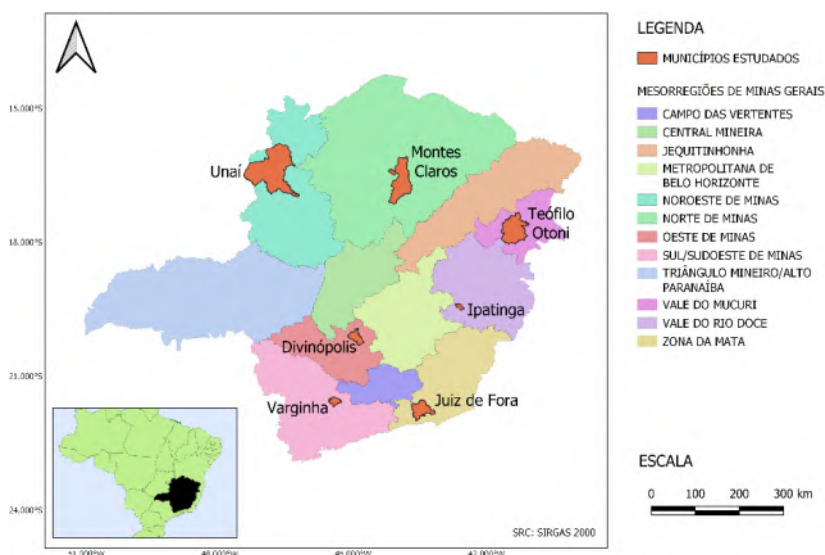 LEGENDA
MUNICÍPIOS ESTUDADOS
MESORREGIÕES DE MINAS GERAIS
CAMPO DAS VERTENTES
CENTRAL MINEIRA
JEQUITINHONHA
METROPOLITANA DE
BELO HORIZONTE
NOROESTE DE MINAS
NORTE DE MINAS
OESTE DE MINAS
SUL/SUDOESTE DE MINAS
TRIÂNGULO MINEIRO/ALTO
PARANAÍBA
VALE DO MUCURI
VALE DO RIO DOCE
ZONA DA MATA
15.000°S
18.000°S
21.000°S
24.000°S
Unaí
Montes
Claros
Teófilo
Otoni
Ipatinga
Divinópolis
Varginha
Juiz de Fora
ESCALA
0 100 200 300 km
SRC: SIRGAS 2000